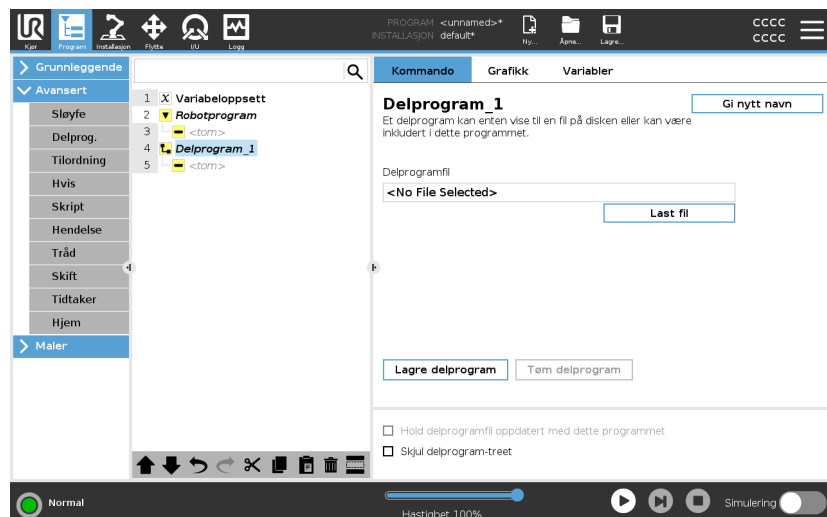 PROGRAM <unnamed>*
INSTALLASJON default*
CCCC
CCCC
Kjør Program Installasjon Flytte I/U Logg Ny... Åpne... Lagre...
Grunnleggende
Avansert
Sløyfe
Delprog.
Tilordning
Hvis
Skript
Hendelse
Tråd
Skift
Tidtaker
Hjem
Maler
1 X Variabeloppsett
2 Robotprogram
3 <tom>
4 Delprogram_1
5 <tom>
Kommando Grafikk Variabler
Delprogram_1
Gi nytt navn
Et delprogram kan enten vise til en fil på disken eller kan være
inkludert i dette programmet.
Delprogramfil
<No File Selected>
Last fil
Lagre delprogram Tøm delprogram
Hold delprogramfil oppdatert med dette programmet
Skjul delprogram-treet
Normal
Hastighet 100%
Simulering